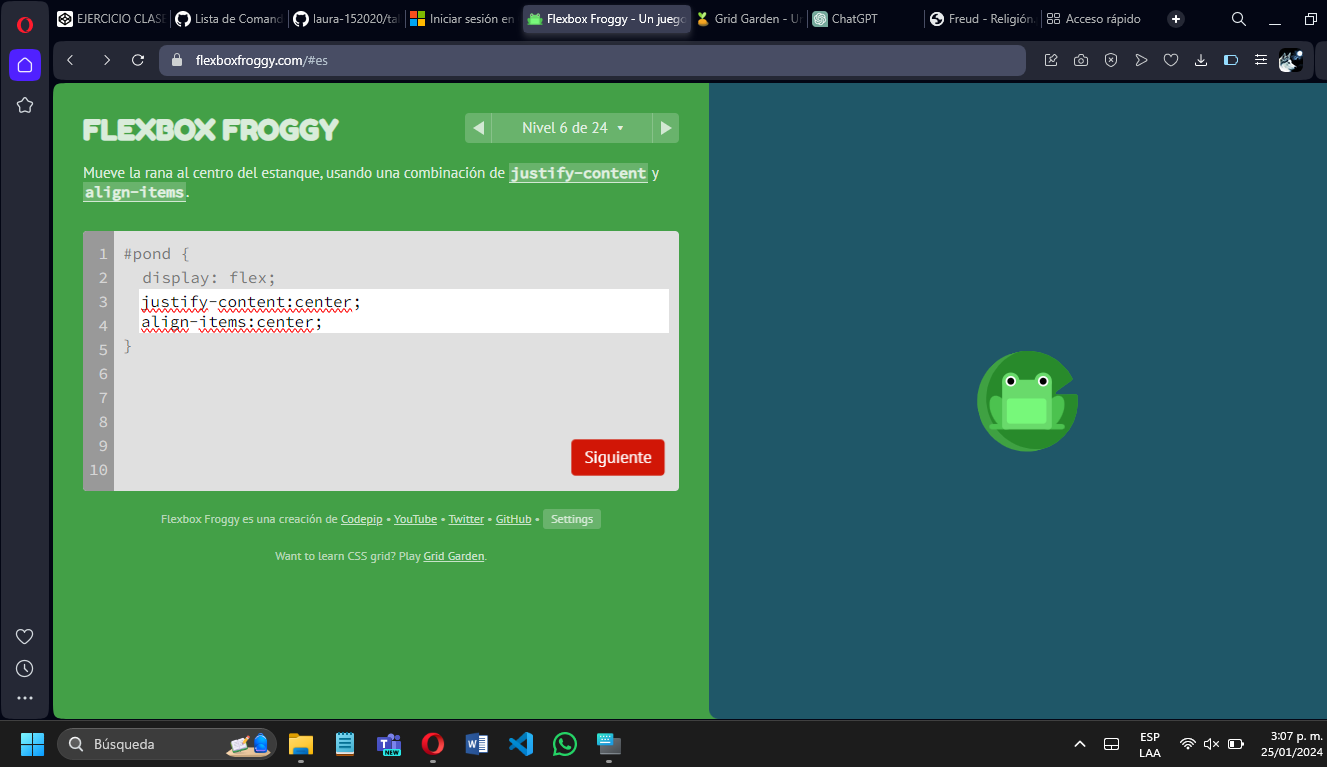 EJERCICIO CLASE
Lista de Comand
laura-152020/tal
Iniciar sesión en
Flexbox Froggy - Un juego
Grid Garden - Un
ChatGPT
Freud - Religión.
Acceso rápido
flexboxfroggy.com/#es
FLEXBOX FROGGY
Nivel 6 de 24
Mueve la rana al centro del estanque, usando una combinación de justify-content y
align-items.
1 #pond {
2 display: flex;
3 justify-content:center;
4 align-items:center;
5 }
6
7
8
9
10
Siguiente
Flexbox Froggy es una creación de Codepip • YouTube • Twitter • GitHub • Settings
Want to learn CSS grid? Play Grid Garden.
Búsqueda
NEW
ESP
LAA
3:07 p. m.
25/01/2024